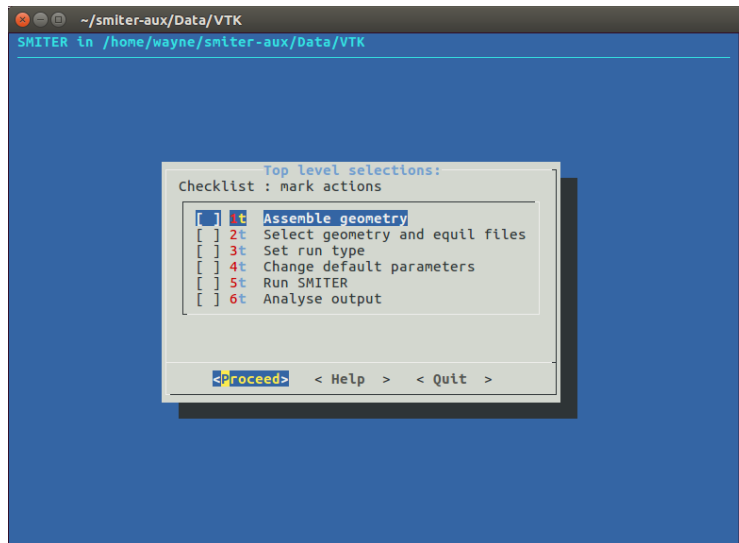 ~/smiter-aux/Data/VTK
SMITER in /home/wayne/smiter-aux/Data/VTK
Top level selections:
Checklist : mark actions
[ ] 1t Assemble geometry
[ ] 2t Select geometry and equil files
[ ] 3t Set run type
[ ] 4t Change default parameters
[ ] 5t Run SMITER
[ ] 6t Analyse output
<Proceed> < Help > < Quit >